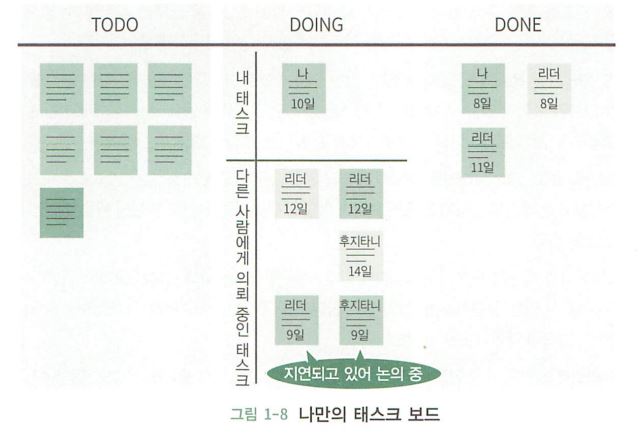 TODO
DOING
DONE
내 태스크
나
10일
나
8일
리더
8일
리더
11일
다른 사람에게 의뢰 중인 태스크
리더
12일
리더
12일
후지타니
14일
리더
9일
후지타니
9일
지연되고 있어 논의 중
그림 1-8 나만의 태스크 보드